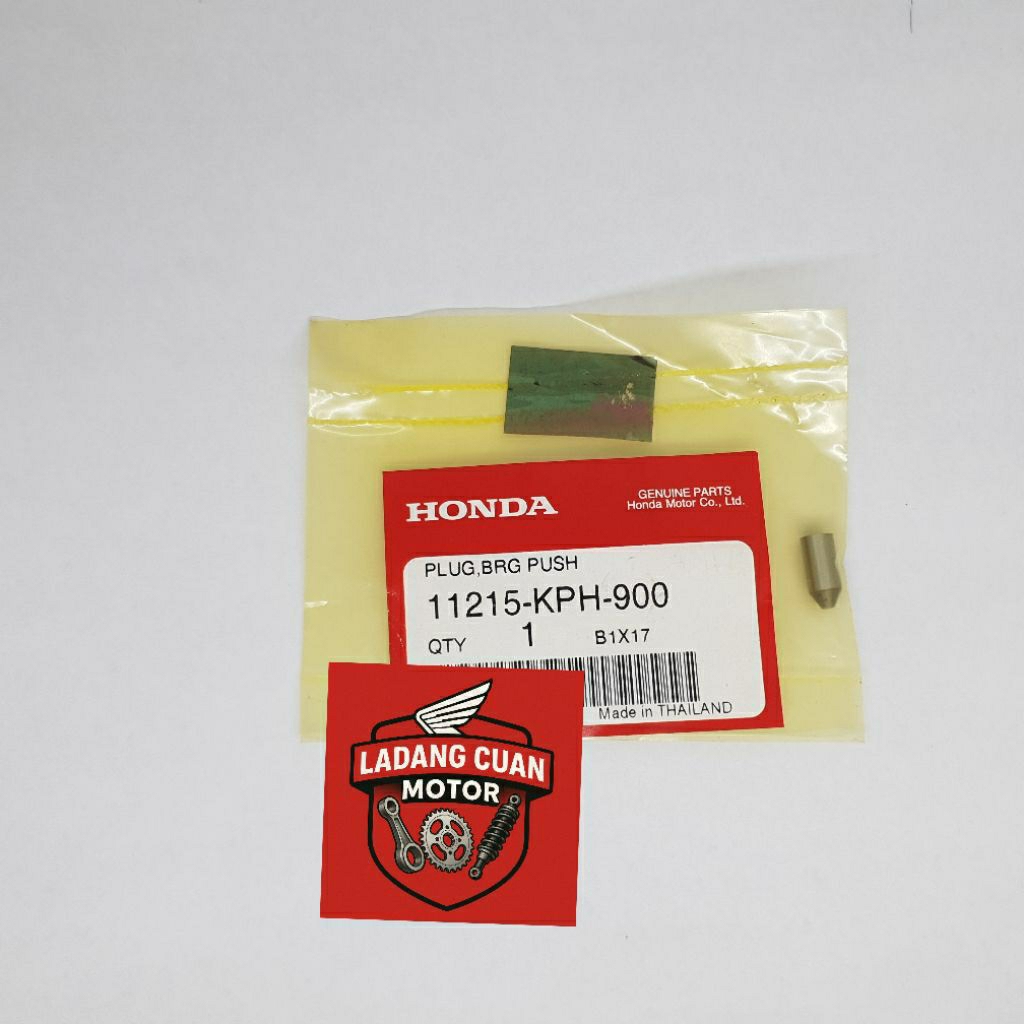 HONDA
GENUINE PARTS
Honda Motor Co., Ltd.
PLUG,BRG PUSH
11215-KPH-900
QTY 1 B1X17
Made in THAILAND
LADANG CUAN
MOTOR